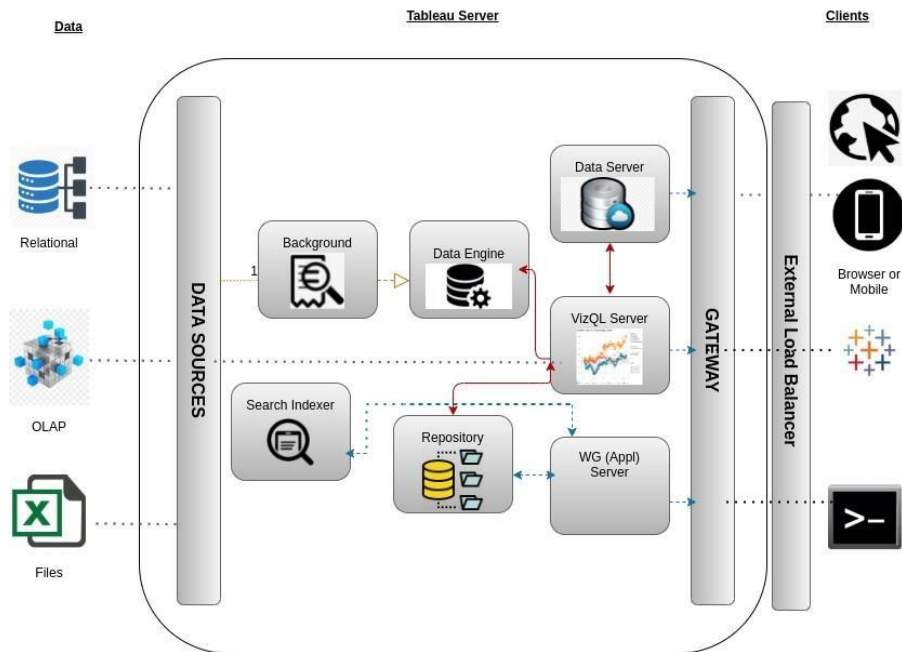 Tableau Server
Clients
Data
Data Server
Relational
Background
1
Data Engine
Browser or
Mobile
DATA SOURCES
GATEWAY
External Load Balancer
VizQL Server
OLAP
Search Indexer
Repository
WG (Appl)
Server
X
>_
Files